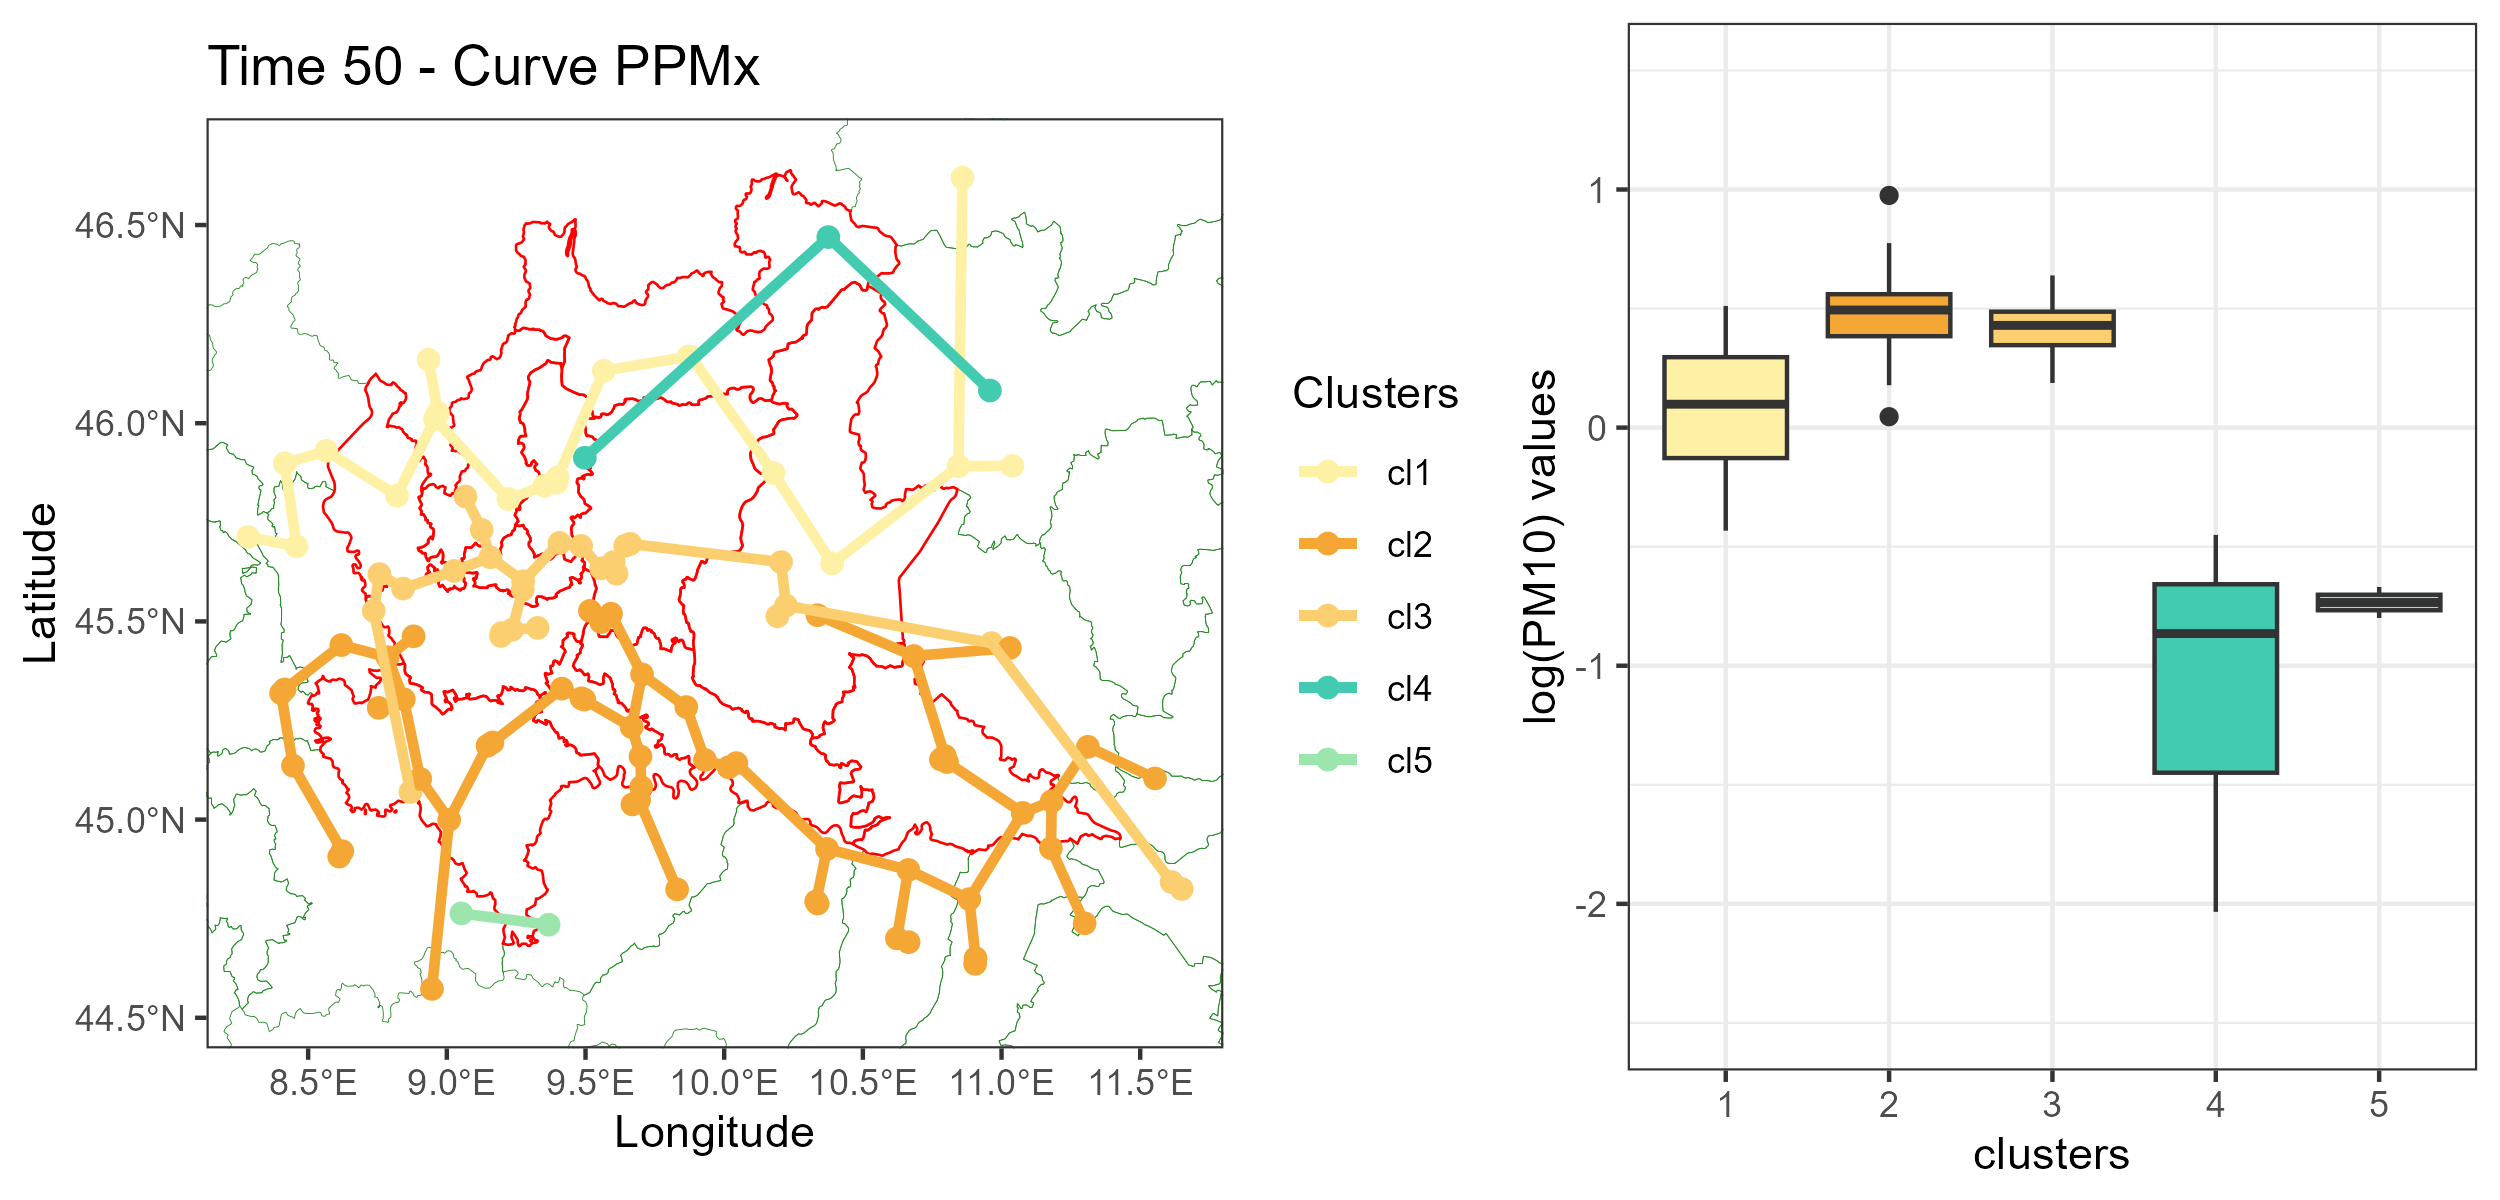 Time 50 - Curve PPMx
Latitude
46.5°N
46.0°N
45.5°N
45.0°N
44.5°N
8.5°E
9.0°E
9.5°E
10.0°E
10.5°E
11.0°E
11.5°E
Longitude
Clusters
cl1
cl2
cl3
cl4
cl5
log(PM10) values
1
0
-1
-2
1
2
3
4
5
clusters